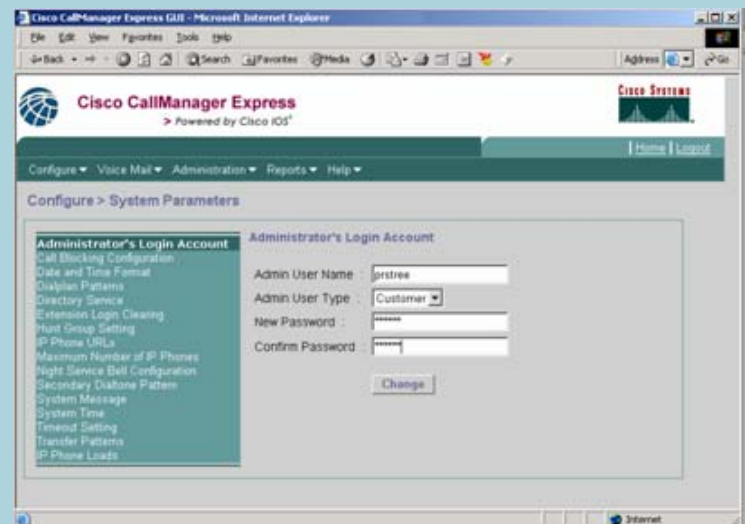 Cisco CallManager Express GUI - Microsoft Internet Explorer
File Edit View Favorites Tools Help
Back Search Favorites Media Address Go
Cisco CallManager Express
> Powered by Cisco IOS
CISCO SYSTEMS
Home | Logout
Configure Voice Mail Administration Reports Help
Configure > System Parameters
Administrator's Login Account
Call Blocking Configuration
Date and Time Format
Dialplan Patterns
Directory Service
Extension Login Clearing
Hunt Group Setting
IP Phone URLs
Maximum Number of IP Phones
Night Service Bell Configuration
Secondary Dialtone Pattern
System Message
System Time
Timeout Setting
Transfer Patterns
IP Phone Loads
Administrator's Login Account
Admin User Name : prstree
Admin User Type : Customer
New Password : ******
Confirm Password : ******
Change
Internet